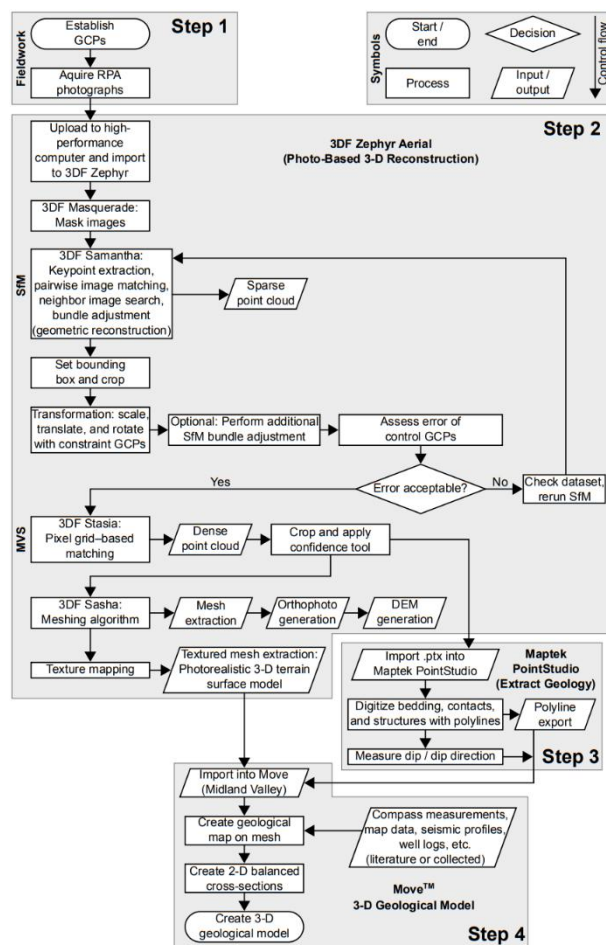 Establish
GCPs
Step 1
Fieldwork
Aquire RPA
photographs
Symbols
Start /
end
Decision
Process
Input /
output
Control flow
Step 2
Upload to high-
performance
computer and import
to 3DF Zephyr
3DF Zephyr Aerial
(Photo-Based 3-D Reconstruction)
3DF Masquerade:
Mask images
SfM
3DF Samantha:
Keypoint extraction,
pairwise image matching,
neighbor image search,
bundle adjustment
(geometric reconstruction)
Sparse
point cloud
Set bounding
box and crop
Transformation: scale,
translate, and rotate
with constraint GCPs
Optional: Perform additional
SfM bundle adjustment
Assess error of
control GCPs
Yes
Error acceptable?
No
Check dataset,
rerun SfM
MVS
3DF Stasia:
Pixel grid–based
matching
Dense
point cloud
Crop and apply
confidence tool
3DF Sasha:
Meshing algorithm
Mesh
extraction
Orthophoto
generation
DEM
generation
Texture mapping
Textured mesh extraction:
Photorealistic 3-D terrain
surface model
Import .ptx into
Maptek PointStudio
Maptek
PointStudio
(Extract Geology)
Digitize bedding, contacts,
and structures with polylines
Polyline
export
Measure dip / dip direction
Step 3
Import into Move
(Midland Valley)
Create geological
map on mesh
Compass measurements,
map data, seismic profiles,
well logs, etc.
(literature or collected)
Create 2-D balanced
cross-sections
Move™
3-D Geological Model
Create 3-D
geological model
Step 4